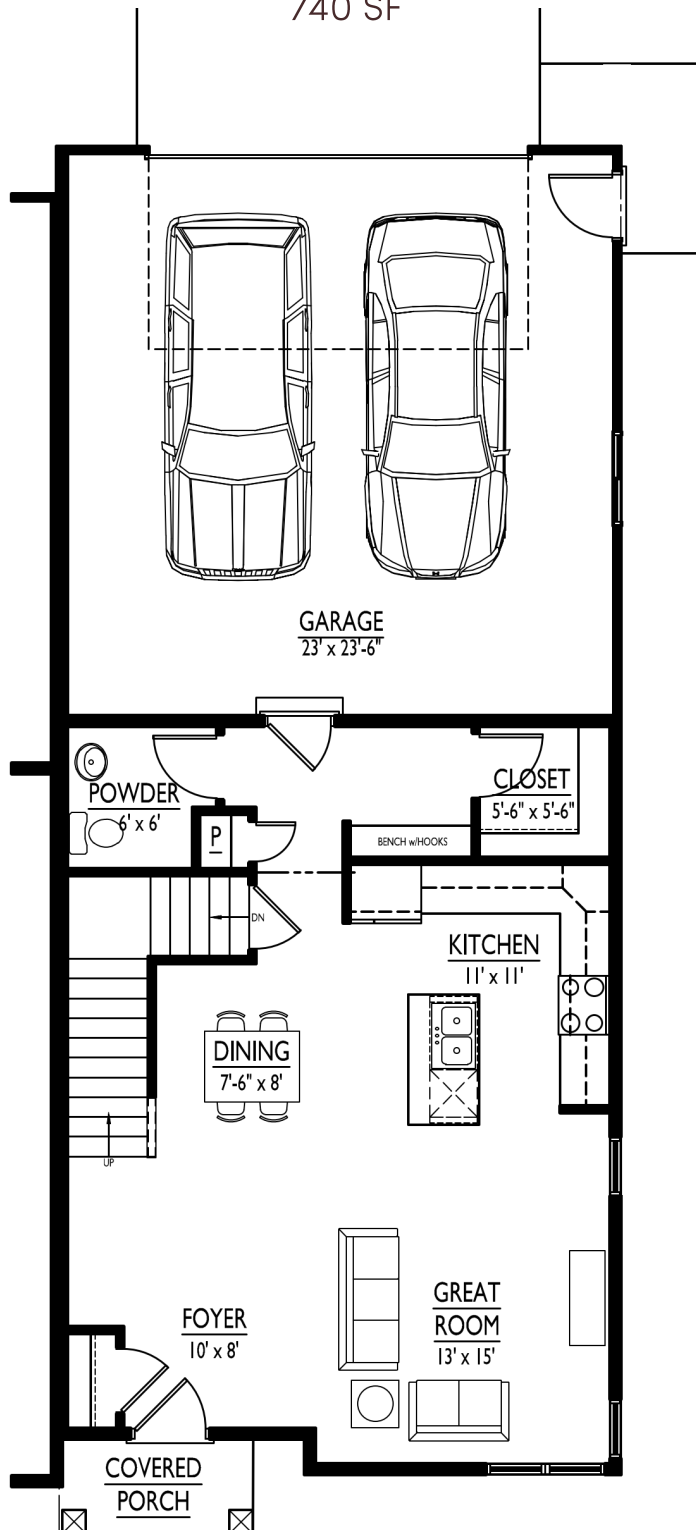 740 SF
GARAGE
23' x 23'-6"
POWDER
6' x 6'
P
CLOSET
5'-6" x 5'-6"
BENCH w/HOOKS
DN
KITCHEN
11' x 11'
DINING
7'-6" x 8'
UP
FOYER
10' x 8'
GREAT
ROOM
13' x 15'
COVERED
PORCH